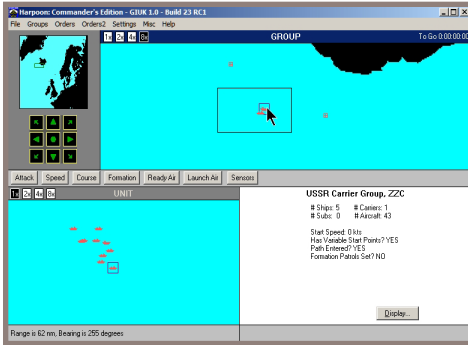 Harpoon: Commander's Edition - GIUK 1.0 - Build 23 RC1
File Groups Orders Orders2 Settings Misc Help
1x 2x 4x 8x GROUP To Go 0:00:00:00
Attack Speed Course Formation Ready Air Launch Air Sensors
1x 2x 4x 8x UNIT
USSR Carrier Group, ZZC
# Ships: 5 # Carriers: 1
# Subs: 0 # Aircraft: 43
Start Speed: 0 kts
Has Variable Start Points? YES
Path Entered? YES
Formation Patrols Set? NO
Display...
Range is 62 nm, Bearing is 255 degrees